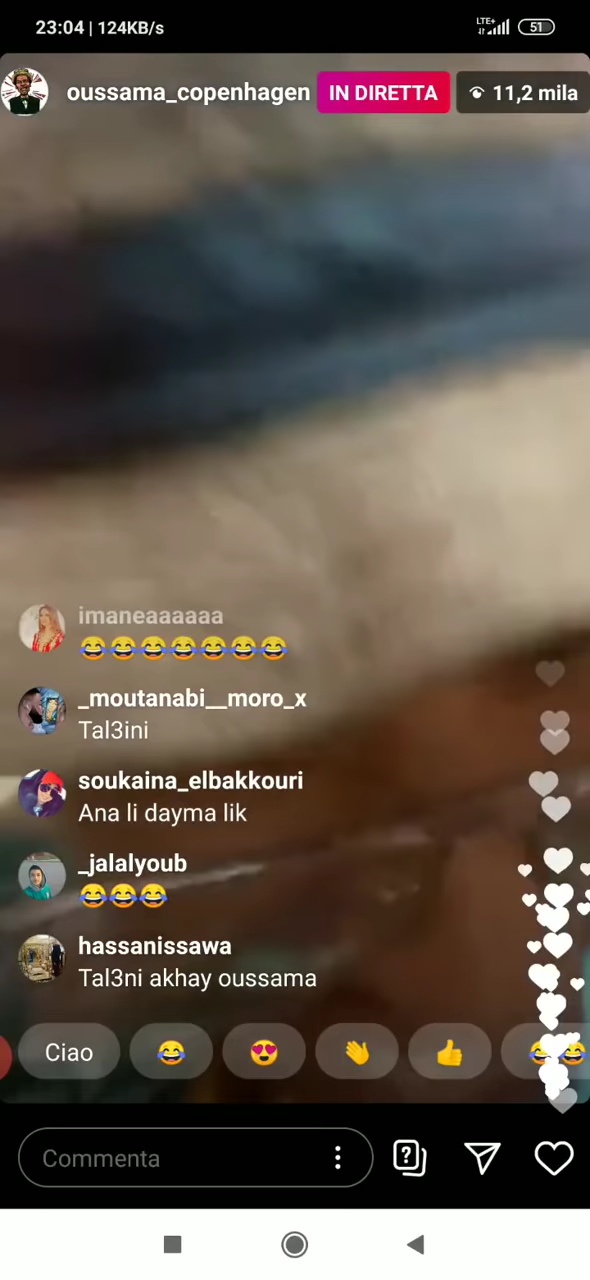 23:04 | 124KB/s
LTE+
51
oussama_copenhagen IN DIRETTA 11,2 mila
imaneaaaaaa
😂😂😂😂😂😂😂
_moutanabi__moro_x
Tal3ini
soukaina_elbakkouri
Ana li dayma lik
_jalalyoub
😂😂😂
hassanissawa
Tal3ni akhay oussama
Ciao 😂 😍 👋 👍 😂😂
Commenta